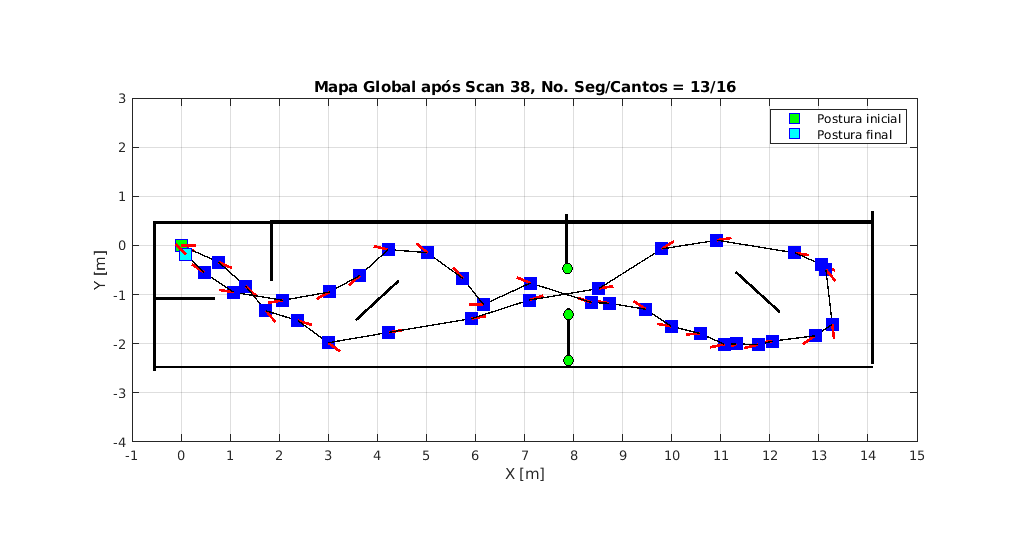 Mapa Global após Scan 38, No. Seg/Cantos = 13/16
Postura inicial
Postura final
3
2
1
0
-1
-2
-3
-4
Y [m]
-1 0 1 2 3 4 5 6 7 8 9 10 11 12 13 14 15
X [m]